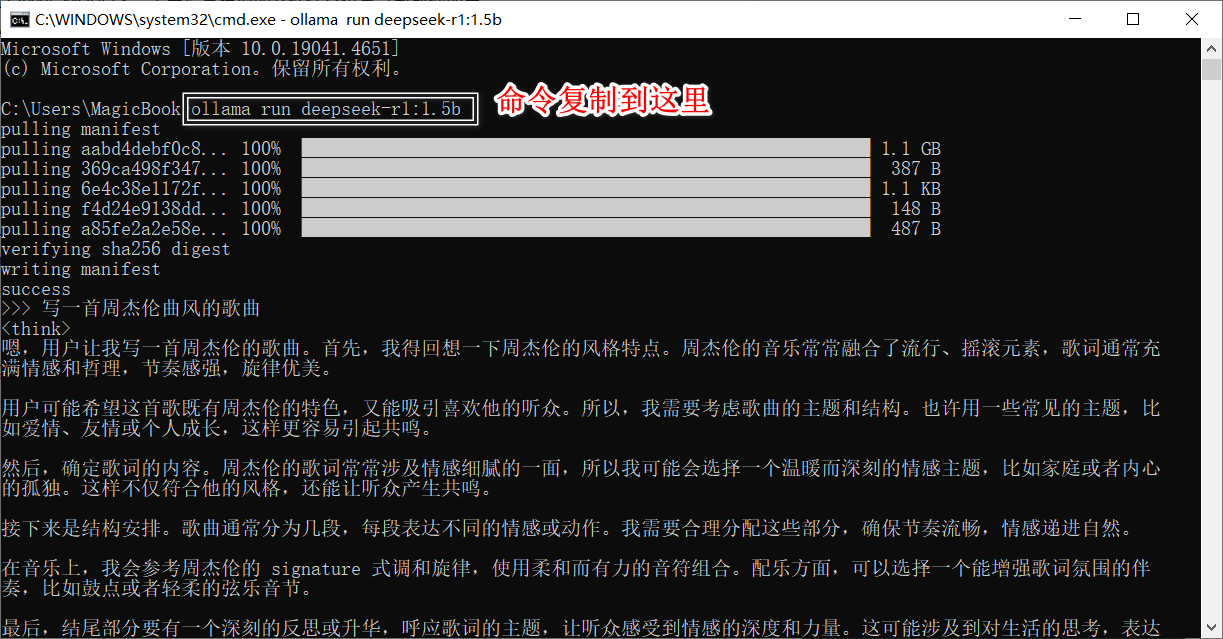 C:\WINDOWS\system32\cmd.exe - ollama  run deepseek-r1:1.5b
Microsoft Windows [版本 10.0.19041.4651]
(c) Microsoft Corporation。保留所有权利。
C:\Users\MagicBook ollama run deepseek-r1:1.5b 命令复制到这里
pulling manifest
pulling aabd4debf0c8... 100% 1.1 GB
pulling 369ca498f347... 100% 387 B
pulling 6e4c38e1172f... 100% 1.1 KB
pulling f4d24e9138dd... 100% 148 B
pulling a85fe2a2e58e... 100% 487 B
verifying sha256 digest
writing manifest
success
>>> 写一首周杰伦曲风的歌曲
<think>
嗯，用户让我写一首周杰伦的歌曲。首先，我得回想一下周杰伦的风格特点。周杰伦的音乐常常融合了流行、摇滚元素，歌词通常充
满情感和哲理，节奏感强，旋律优美。
用户可能希望这首歌既有周杰伦的特色，又能吸引喜欢他的听众。所以，我需要考虑歌曲的主题和结构。也许用一些常见的主题，比
如爱情、友情或个人成长，这样更容易引起共鸣。
然后，确定歌词的内容。周杰伦的歌词常常涉及情感细腻的一面，所以我可能会选择一个温暖而深刻的情感主题，比如家庭或者内心
的孤独。这样不仅符合他的风格，还能让听众产生共鸣。
接下来是结构安排。歌曲通常分为几段，每段表达不同的情感或动作。我需要合理分配这些部分，确保节奏流畅，情感递进自然。
在音乐上，我会参考周杰伦的 signature 式调和旋律，使用柔和而有力的音符组合。配乐方面，可以选择一个能增强歌词氛围的伴
奏，比如鼓点或者轻柔的弦乐音节。
最后，结尾部分要有一个深刻的反思或升华，呼应歌词的主题，让听众感受到情感的深度和力量。这可能涉及到对生活的思考，表达